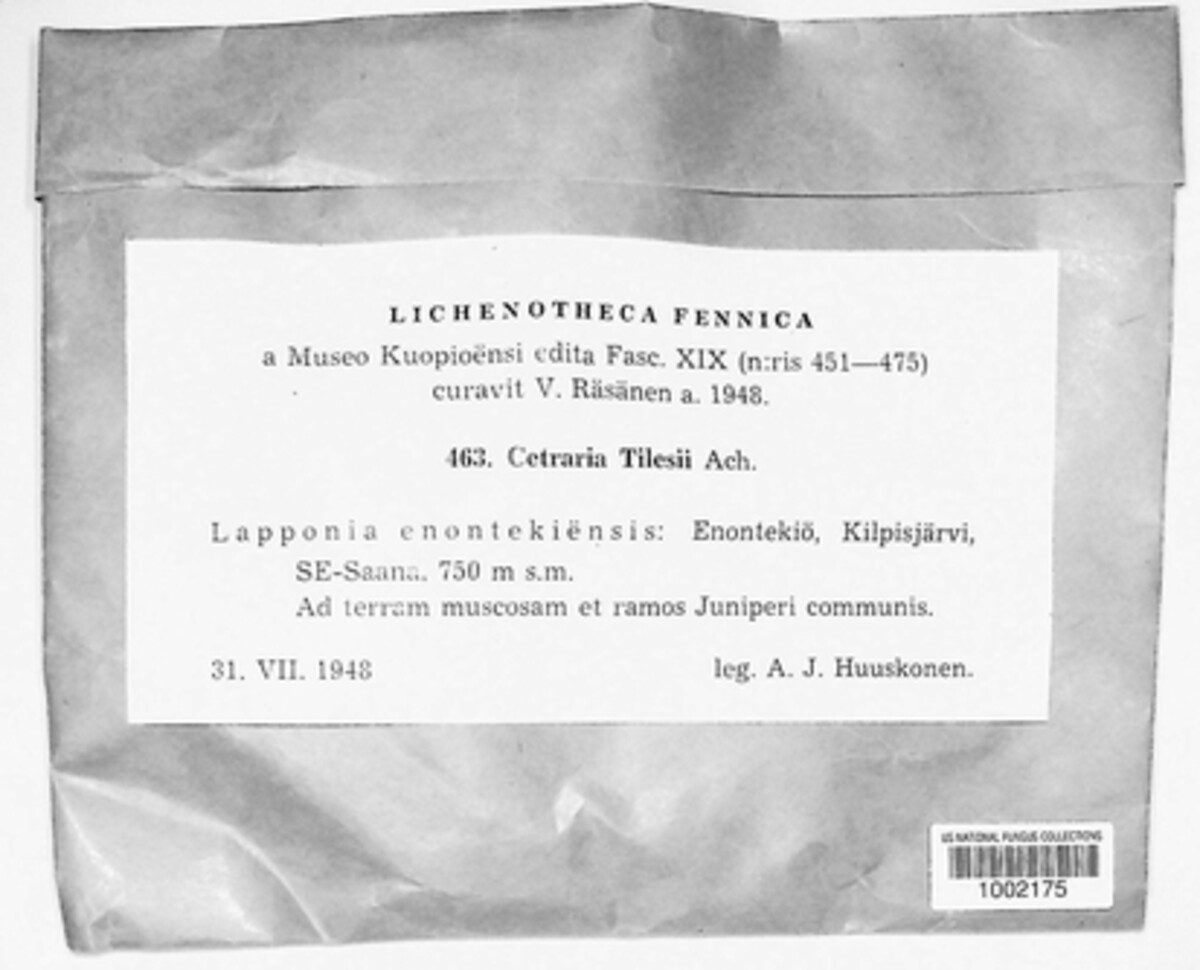 LICHENOTHECA FENNICA
a Museo Kuopioënsi edita Fasc. XIX (n:ris 451—475)
curavit V. Räsänen a. 1948.
463. Cetraria Tilesii Ach.
Lapponia enontekiënsis: Enontekiö, Kilpisjärvi,
SE-Saana. 750 m s.m.
Ad terram muscosam et ramos Juniperi communis.
31. VII. 1948 leg. A. J. Huuskonen.
US NATIONAL FUNGUS COLLECTIONS
1002175